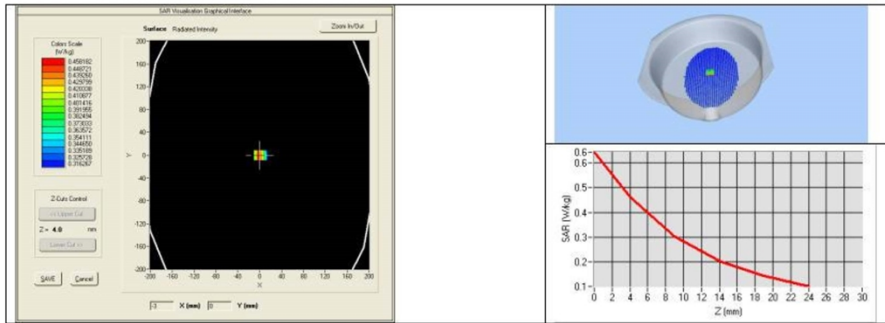 SAR Visualisation Graphical Interface
Surface Radiated Intensity
Zoom In/Out
Colors Scale
(W/kg)
0.458182
0.448721
0.439260
0.429799
0.420338
0.410877
0.401416
0.391955
0.382494
0.373033
0.363572
0.354111
0.344650
0.335189
0.325728
0.316267
200
160
120
80
40
0
-40
-80
-120
-160
-200
Y
-200 -160 -120 -80 -40 0 40 80 120 160 200
X
Z-Cuts Control
<< Upper Cut
Z = 4.0 mm
Lower Cut >>
SAVE Cancel
-3 X (mm) 0 Y (mm)
0.6
0.6
0.5
0.4
0.3
0.2
0.1
SAR (W/kg)
0 2 4 6 8 10 12 14 16 18 20 22 24 26 28 30
Z (mm)